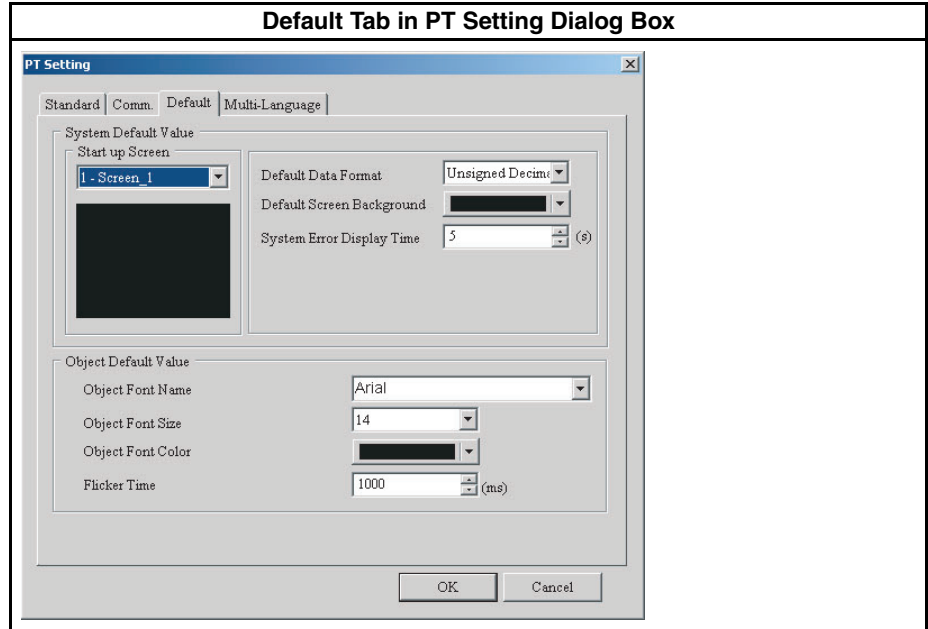 Default Tab in PT Setting Dialog Box
PT Setting
Standard Comm. Default Multi-Language
System Default Value
Start up Screen
1 - Screen_1
Default Data Format Unsigned Decima
Default Screen Background
System Error Display Time 5 (s)
Object Default Value
Object Font Name Arial
Object Font Size 14
Object Font Color
Flicker Time 1000 (ms)
OK Cancel